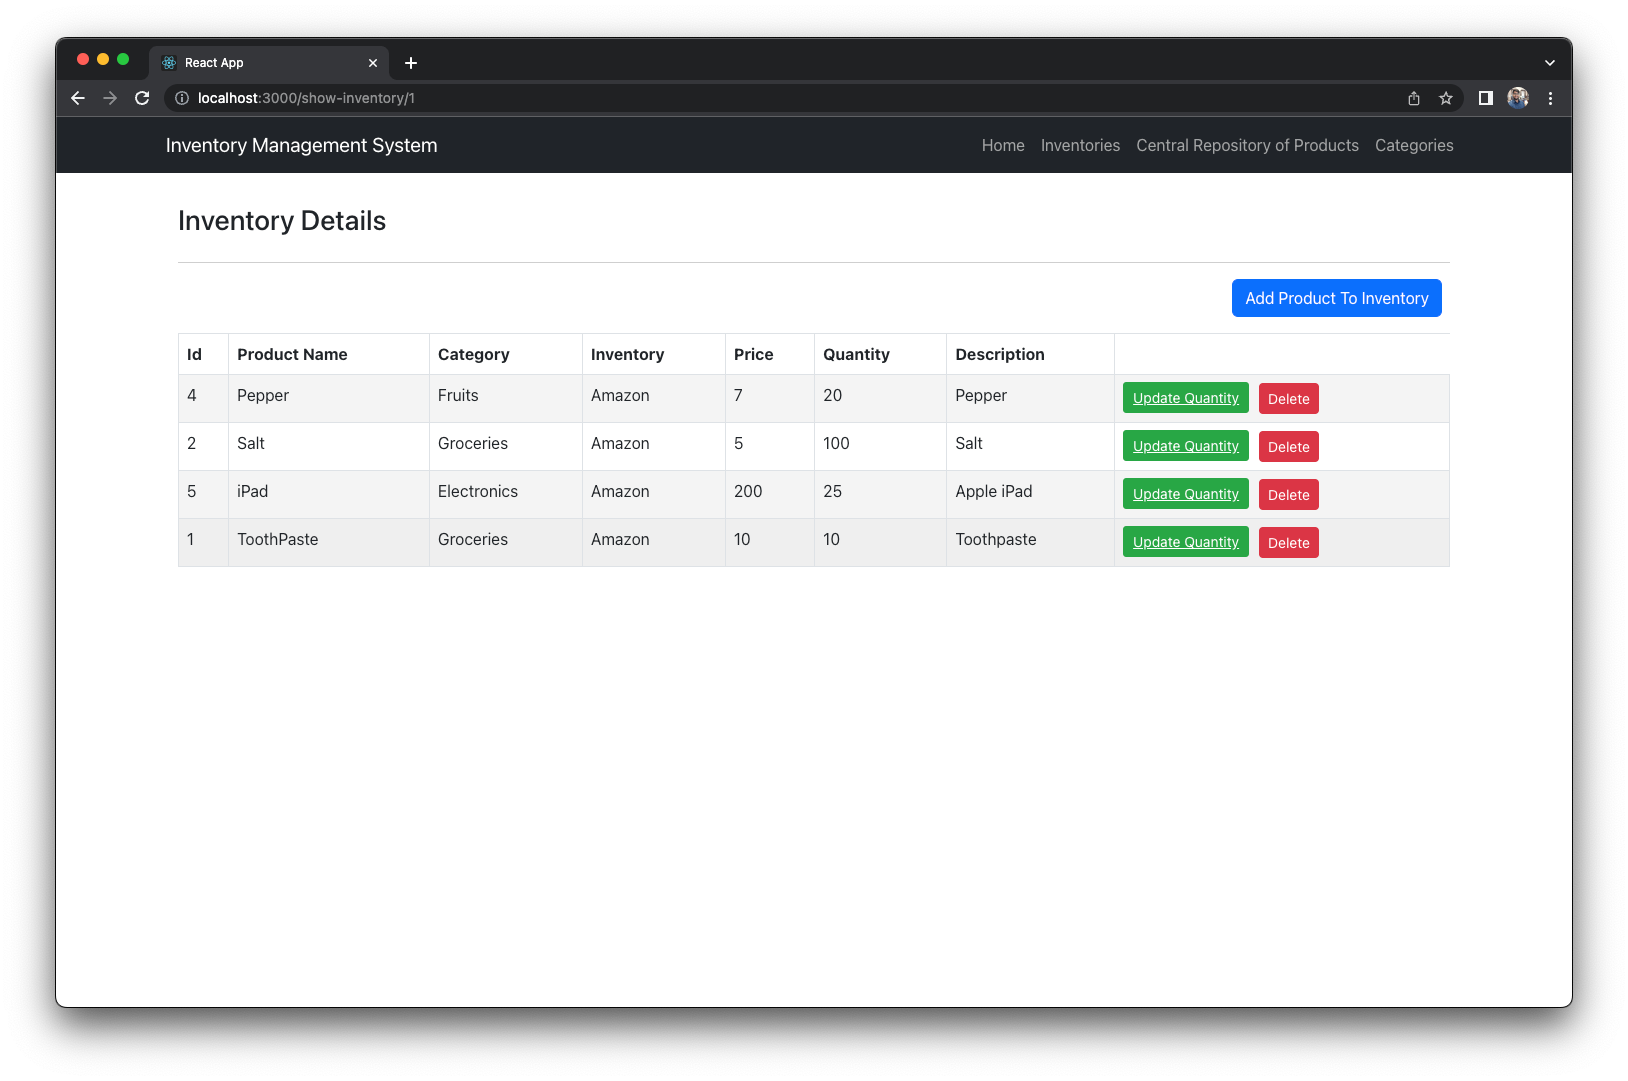 React App
localhost:3000/show-inventory/1
Inventory Management System Home Inventories Central Repository of Products Categories
Inventory Details
Add Product To Inventory
Id Product Name Category Inventory Price Quantity Description
4 Pepper Fruits Amazon 7 20 Pepper Update Quantity Delete
2 Salt Groceries Amazon 5 100 Salt Update Quantity Delete
5 iPad Electronics Amazon 200 25 Apple iPad Update Quantity Delete
1 ToothPaste Groceries Amazon 10 10 Toothpaste Update Quantity Delete